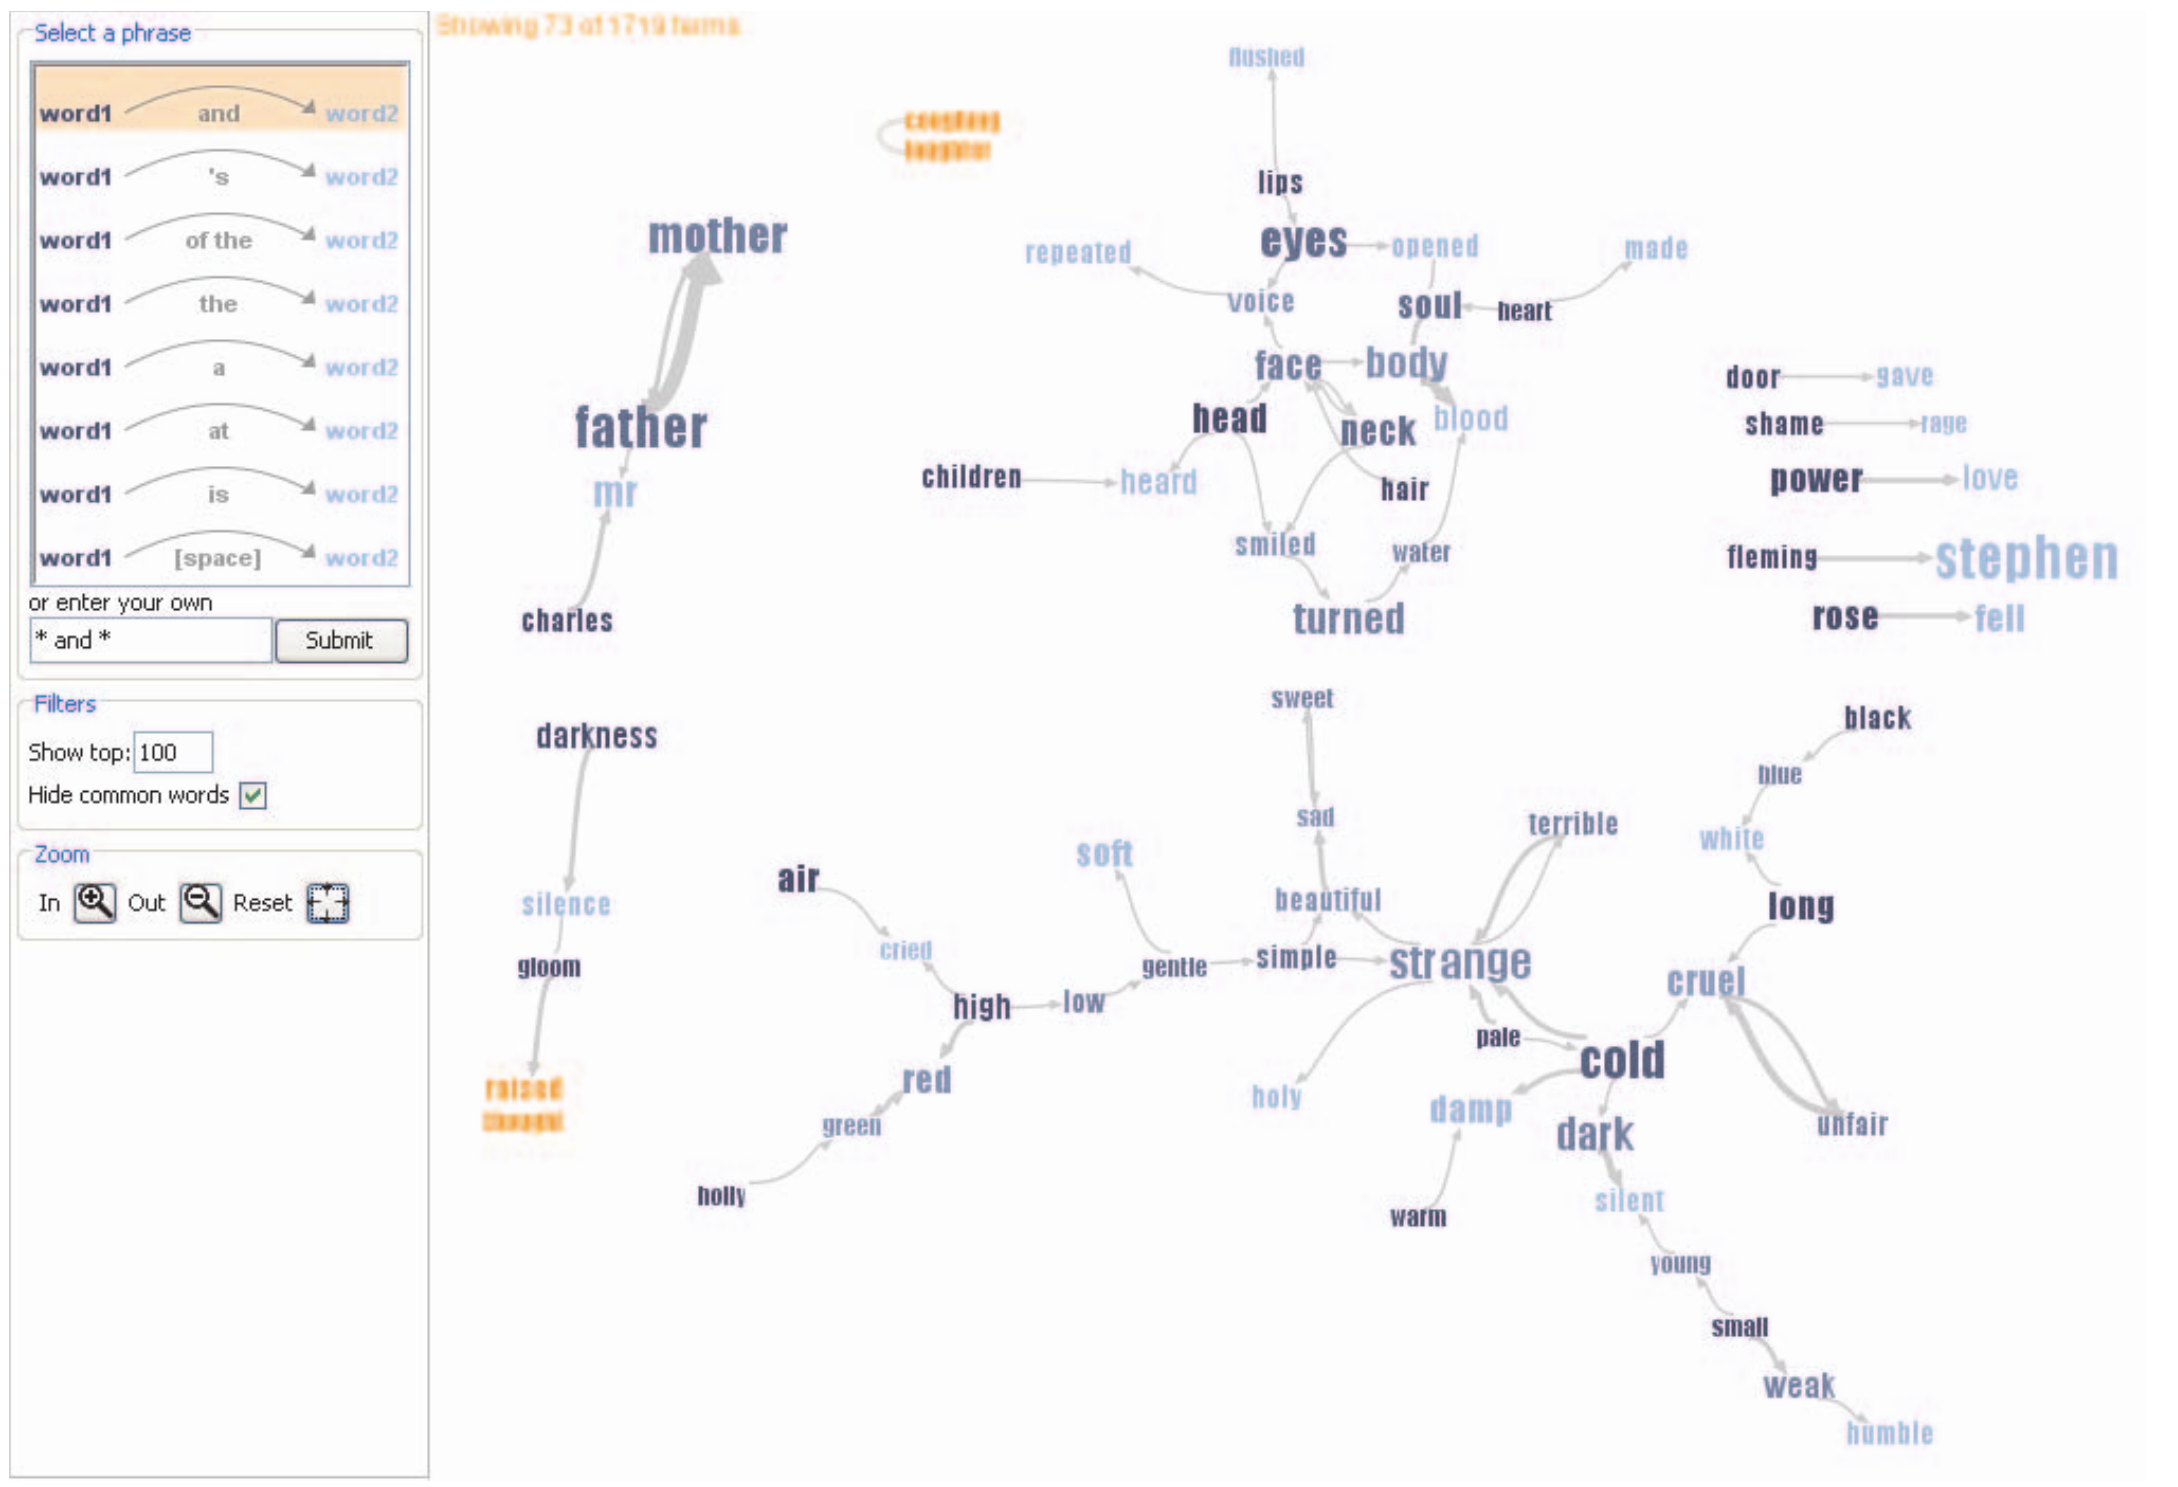 Select a phrase
word1 and word2
word1 's word2
word1 of the word2
word1 the word2
word1 a word2
word1 at word2
word1 is word2
word1 [space] word2
or enter your own
* and *
Submit
Filters
Show top: 100
Hide common words
Zoom
In
Out
Reset
Showing 73 of 1719 terms
coughing
laughter
mother
father
mr
charles
flushed
lips
eyes
opened
repeated
voice
made
soul
heart
face
body
head
neck
blood
children
heard
hair
smiled
water
turned
door
gave
shame
rage
power
love
fleming
stephen
rose
fell
darkness
silence
gloom
raised
thought
air
cried
high
low
red
green
holly
soft
gentle
simple
sweet
sad
beautiful
strange
terrible
holy
pale
cold
damp
warm
dark
silent
young
small
weak
humble
black
blue
white
long
cruel
unfair